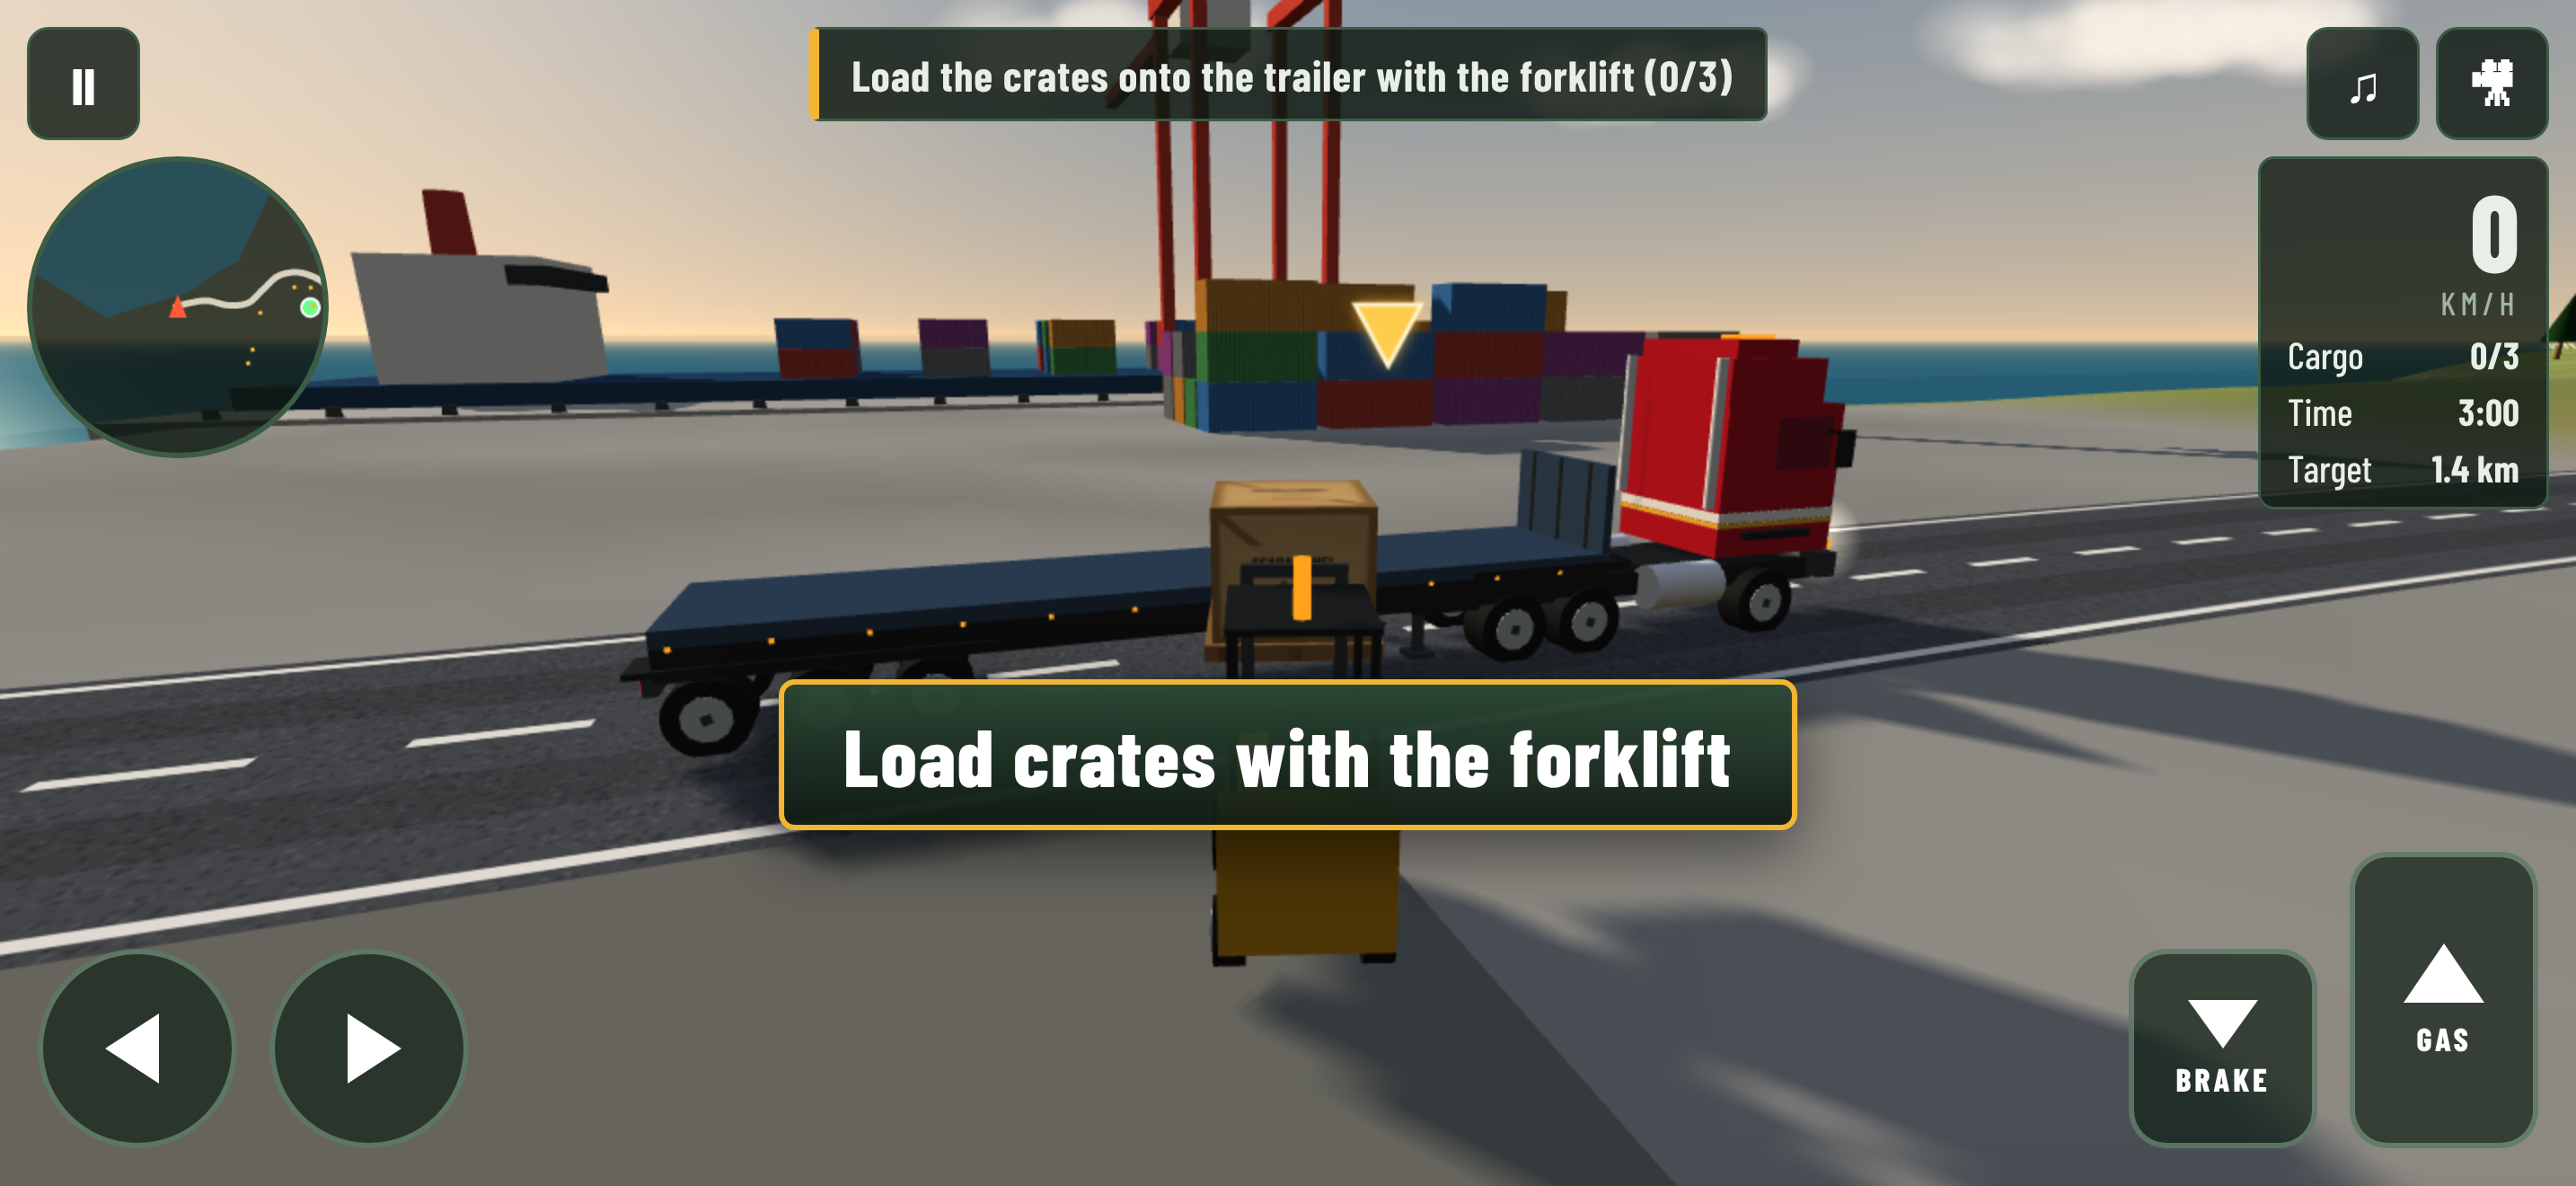 Load the crates onto the trailer with the forklift (0/3)
0
KM/H
Cargo 0/3
Time 3:00
Target 1.4 km
Load crates with the forklift
BRAKE
GAS